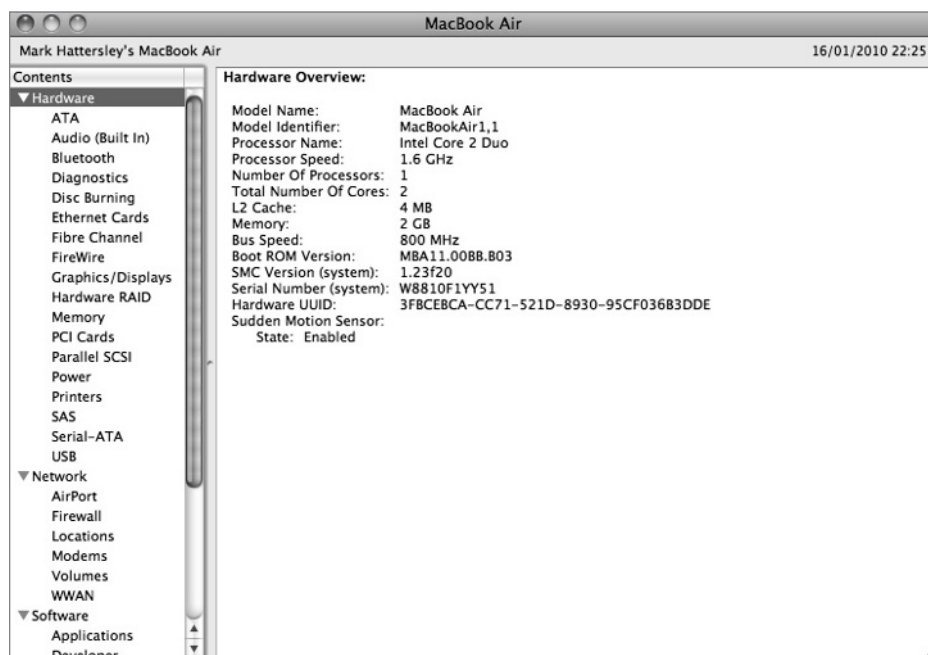 MacBook Air
Mark Hattersley's MacBook Air 16/01/2010 22:25
Contents
Hardware
ATA
Audio (Built In)
Bluetooth
Diagnostics
Disc Burning
Ethernet Cards
Fibre Channel
FireWire
Graphics/Displays
Hardware RAID
Memory
PCI Cards
Parallel SCSI
Power
Printers
SAS
Serial-ATA
USB
Network
AirPort
Firewall
Locations
Modems
Volumes
WWAN
Software
Applications
Developer
Hardware Overview:
Model Name: MacBook Air
Model Identifier: MacBookAir1,1
Processor Name: Intel Core 2 Duo
Processor Speed: 1.6 GHz
Number Of Processors: 1
Total Number Of Cores: 2
L2 Cache: 4 MB
Memory: 2 GB
Bus Speed: 800 MHz
Boot ROM Version: MBA11.00BB.B03
SMC Version (system): 1.23f20
Serial Number (system): W8810F1YY51
Hardware UUID: 3FBCEBCA-CC71-521D-8930-95CF036B3DDE
Sudden Motion Sensor:
State: Enabled